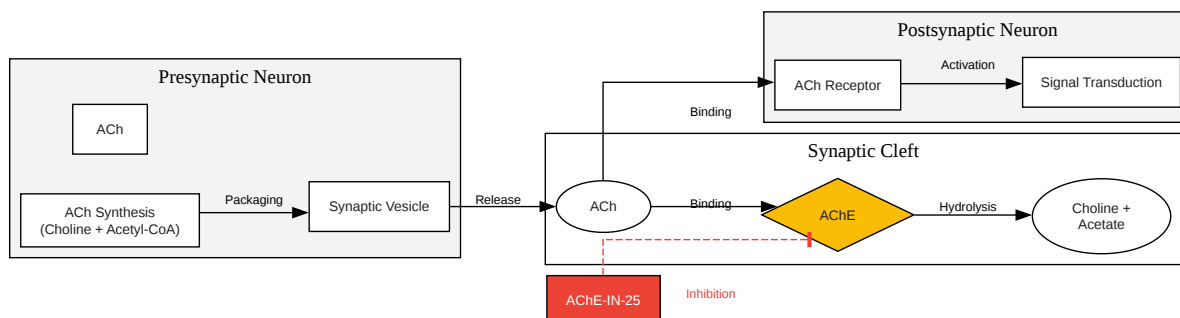 Presynaptic Neuron
ACh
ACh Synthesis
(Choline + Acetyl-CoA)
Packaging
Synaptic Vesicle
Release
Postsynaptic Neuron
ACh Receptor
Activation
Signal Transduction
Binding
Synaptic Cleft
ACh
Binding
AChE
Hydrolysis
Choline +
Acetate
AChE-IN-25
Inhibition